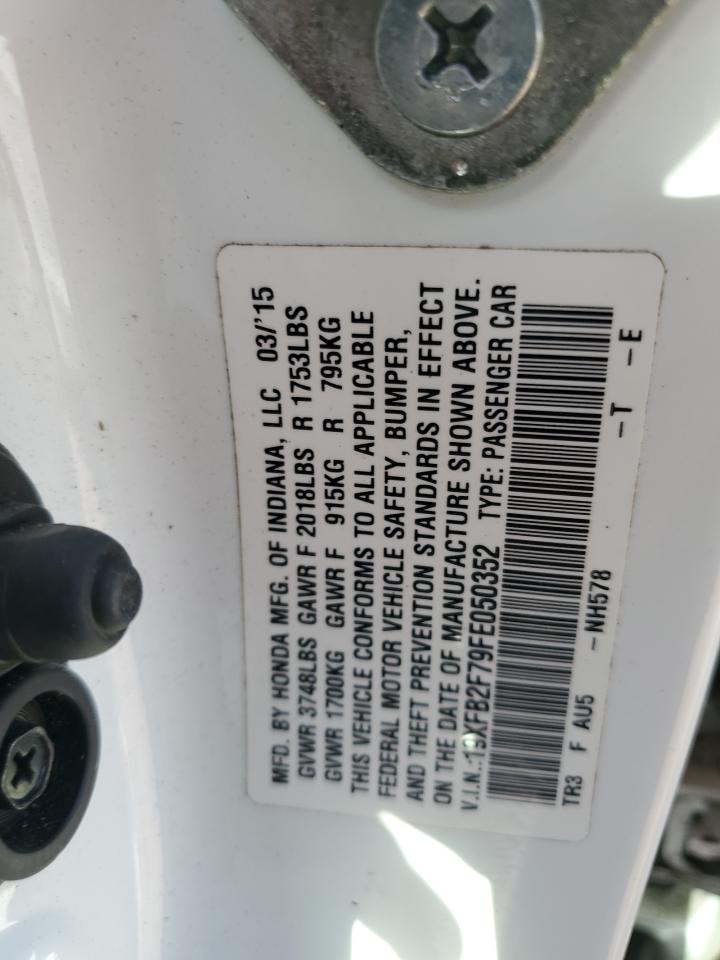 MFD. BY HONDA MFG. OF INDIANA, LLC 03/'15
GVWR 3748LBS GAWR F 2018LBS R 1753LBS
GVWR 1700KG GAWR F 915KG R 795KG
THIS VEHICLE CONFORMS TO ALL APPLICABLE
FEDERAL MOTOR VEHICLE SAFETY, BUMPER,
AND THEFT PREVENTION STANDARDS IN EFFECT
ON THE DATE OF MANUFACTURE SHOWN ABOVE.
V.I.N.: 19XFB2F79FE050352 TYPE: PASSENGER CAR
TR3 F AU5 -NH578 -T -E